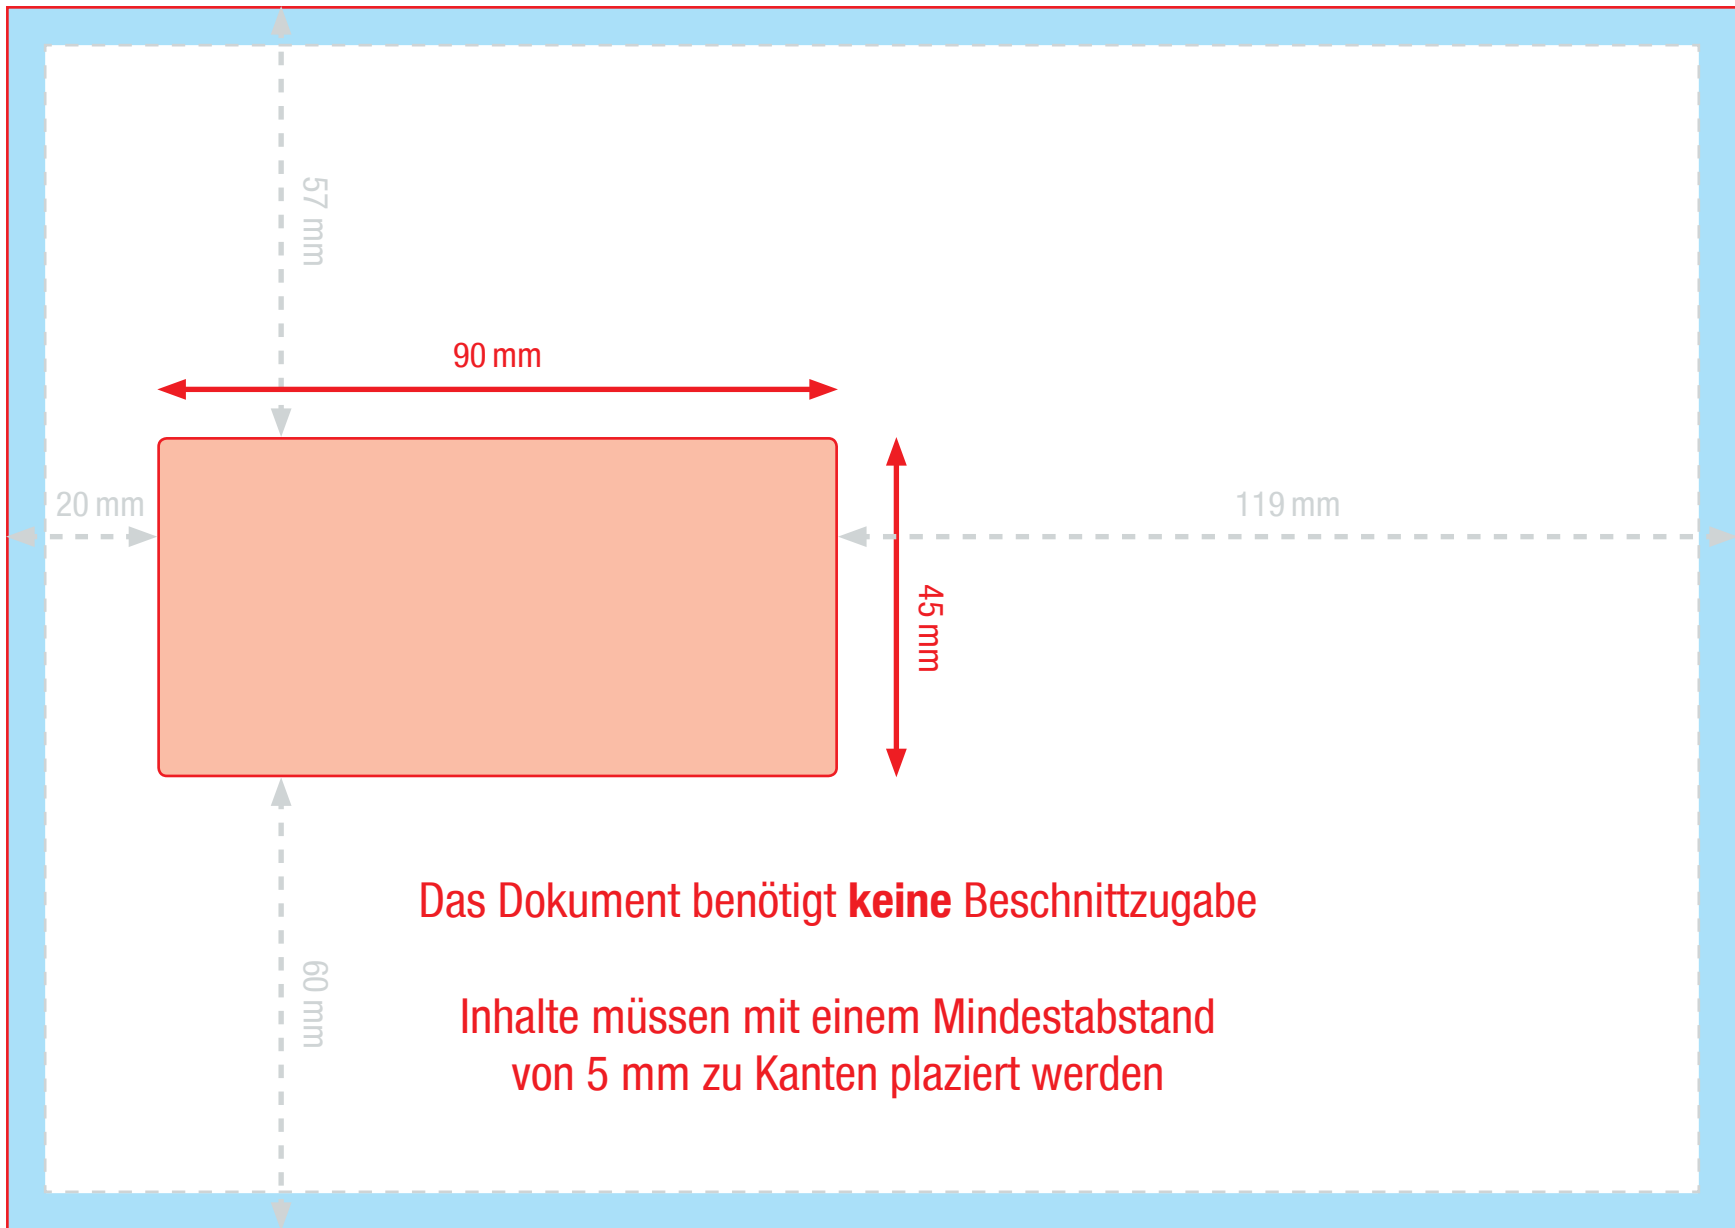 57 mm
90 mm
20 mm
119 mm
45 mm
Das Dokument benötigt keine Beschnittzugabe
60 mm
Inhalte müssen mit einem Mindestabstand
von 5 mm zu Kanten plaziert werden